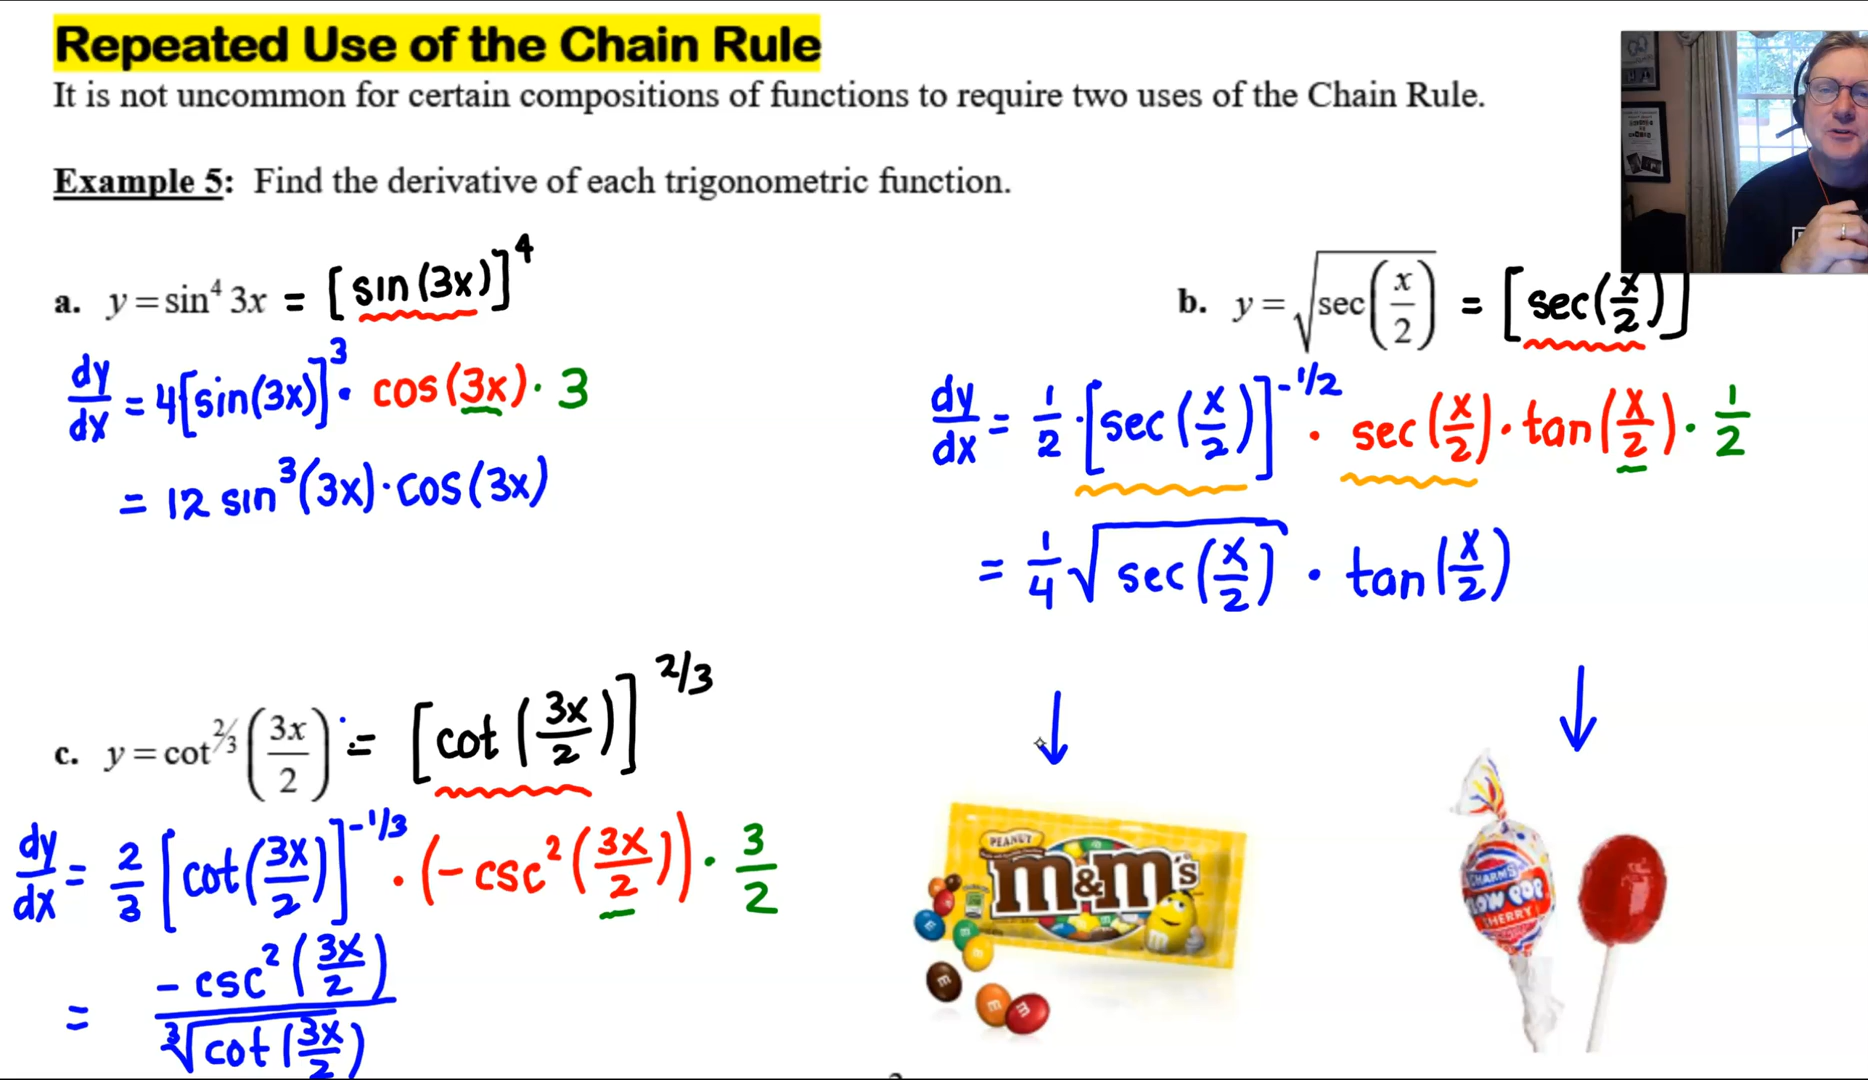 Repeated Use of the Chain Rule
It is not uncommon for certain compositions of functions to require two uses of the Chain Rule.
Example 5: Find the derivative of each trigonometric function.
a. y = sin⁴ 3x = [sin(3x)]⁴
dy/dx = 4[sin(3x)]³ · cos(3x) · 3
= 12 sin³(3x) · cos(3x)
b. y = √sec(x/2) = [sec(x/2)]
dy/dx = 1/2 · [sec(x/2)]^-1/2 · sec(x/2) · tan(x/2) · 1/2
= 1/4 √sec(x/2) · tan(x/2)
c. y = cot^2/3 (3x/2) = [cot(3x/2)]^2/3
dy/dx = 2/3 [cot(3x/2)]^-1/3 · (-csc²(3x/2)) · 3/2
= -csc²(3x/2) / ∛cot(3x/2)
PEANUT
m&m's
CHARMS
BLOW POP
CHERRY